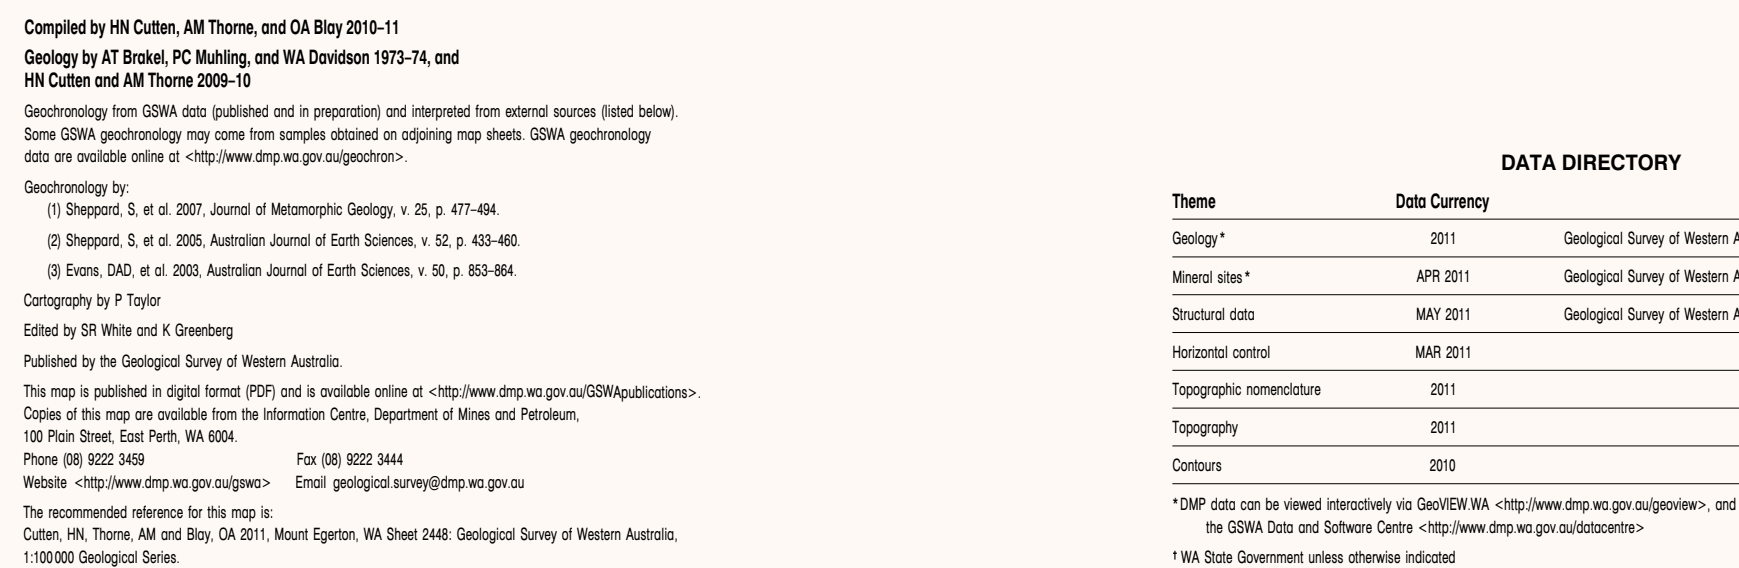 Compiled by HN Cutten, AM Thorne, and OA Blay 2010–11
Geology by AT Brakel, PC Muhling, and WA Davidson 1973–74, and
HN Cutten and AM Thorne 2009–10
Geochronology from GSWA data (published and in preparation) and interpreted from external sources (listed below).
Some GSWA geochronology may come from samples obtained on adjoining map sheets. GSWA geochronology
data are available online at <http://www.dmp.wa.gov.au/geochron>.
Geochronology by:
(1) Sheppard, S, et al. 2007, Journal of Metamorphic Geology, v. 25, p. 477–494.
(2) Sheppard, S, et al. 2005, Australian Journal of Earth Sciences, v. 52, p. 433–460.
(3) Evans, DAD, et al. 2003, Australian Journal of Earth Sciences, v. 50, p. 853–864.
Cartography by P Taylor
Edited by SR White and K Greenberg
Published by the Geological Survey of Western Australia.
This map is published in digital format (PDF) and is available online at <http://www.dmp.wa.gov.au/GSWApublications>.
Copies of this map are available from the Information Centre, Department of Mines and Petroleum,
100 Plain Street, East Perth, WA 6004.
Phone (08) 9222 3459 Fax (08) 9222 3444
Website <http://www.dmp.wa.gov.au/gswa> Email geological.survey@dmp.wa.gov.au
The recommended reference for this map is:
Cutten, HN, Thorne, AM and Blay, OA 2011, Mount Egerton, WA Sheet 2448: Geological Survey of Western Australia,
1:100 000 Geological Series.
DATA DIRECTORY
Theme Data Currency
Geology* 2011 Geological Survey of Western A
Mineral sites* APR 2011 Geological Survey of Western A
Structural data MAY 2011 Geological Survey of Western A
Horizontal control MAR 2011
Topographic nomenclature 2011
Topography 2011
Contours 2010
*DMP data can be viewed interactively via GeoVIEW.WA <http://www.dmp.wa.gov.au/geoview>, and
the GSWA Data and Software Centre <http://www.dmp.wa.gov.au/datacentre>
† WA State Government unless otherwise indicated